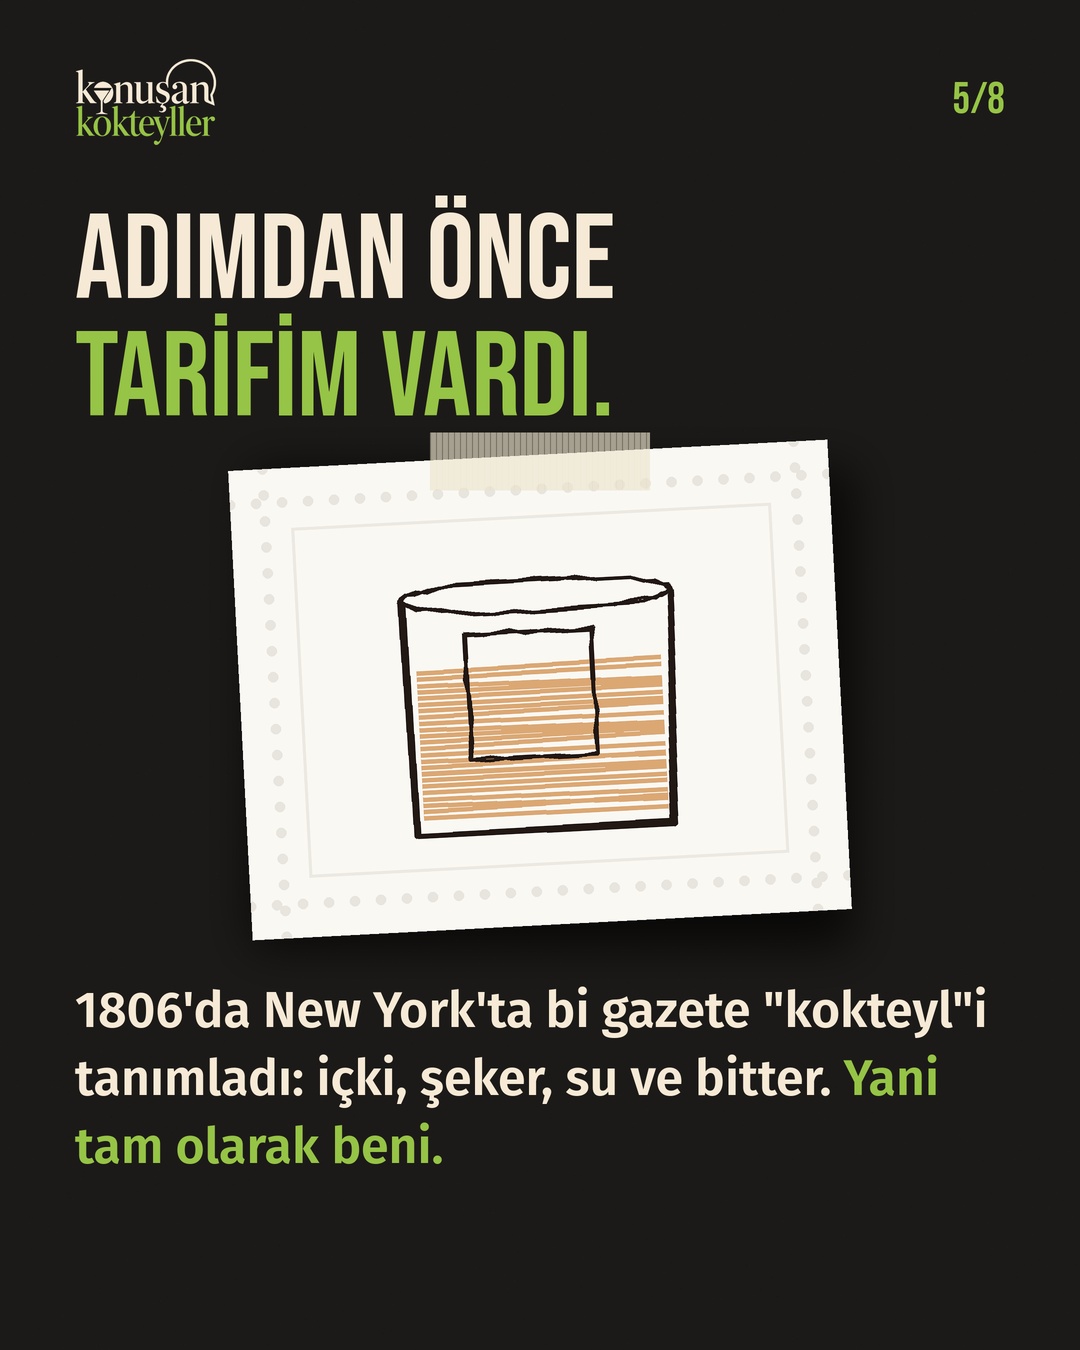 konuşan
kokteyller
5/8
ADIMDAN ÖNCE
TARİFİM VARDI.
1806'da New York'ta bi gazete "kokteyl"i
tanımladı: içki, şeker, su ve bitter. Yani
tam olarak beni.